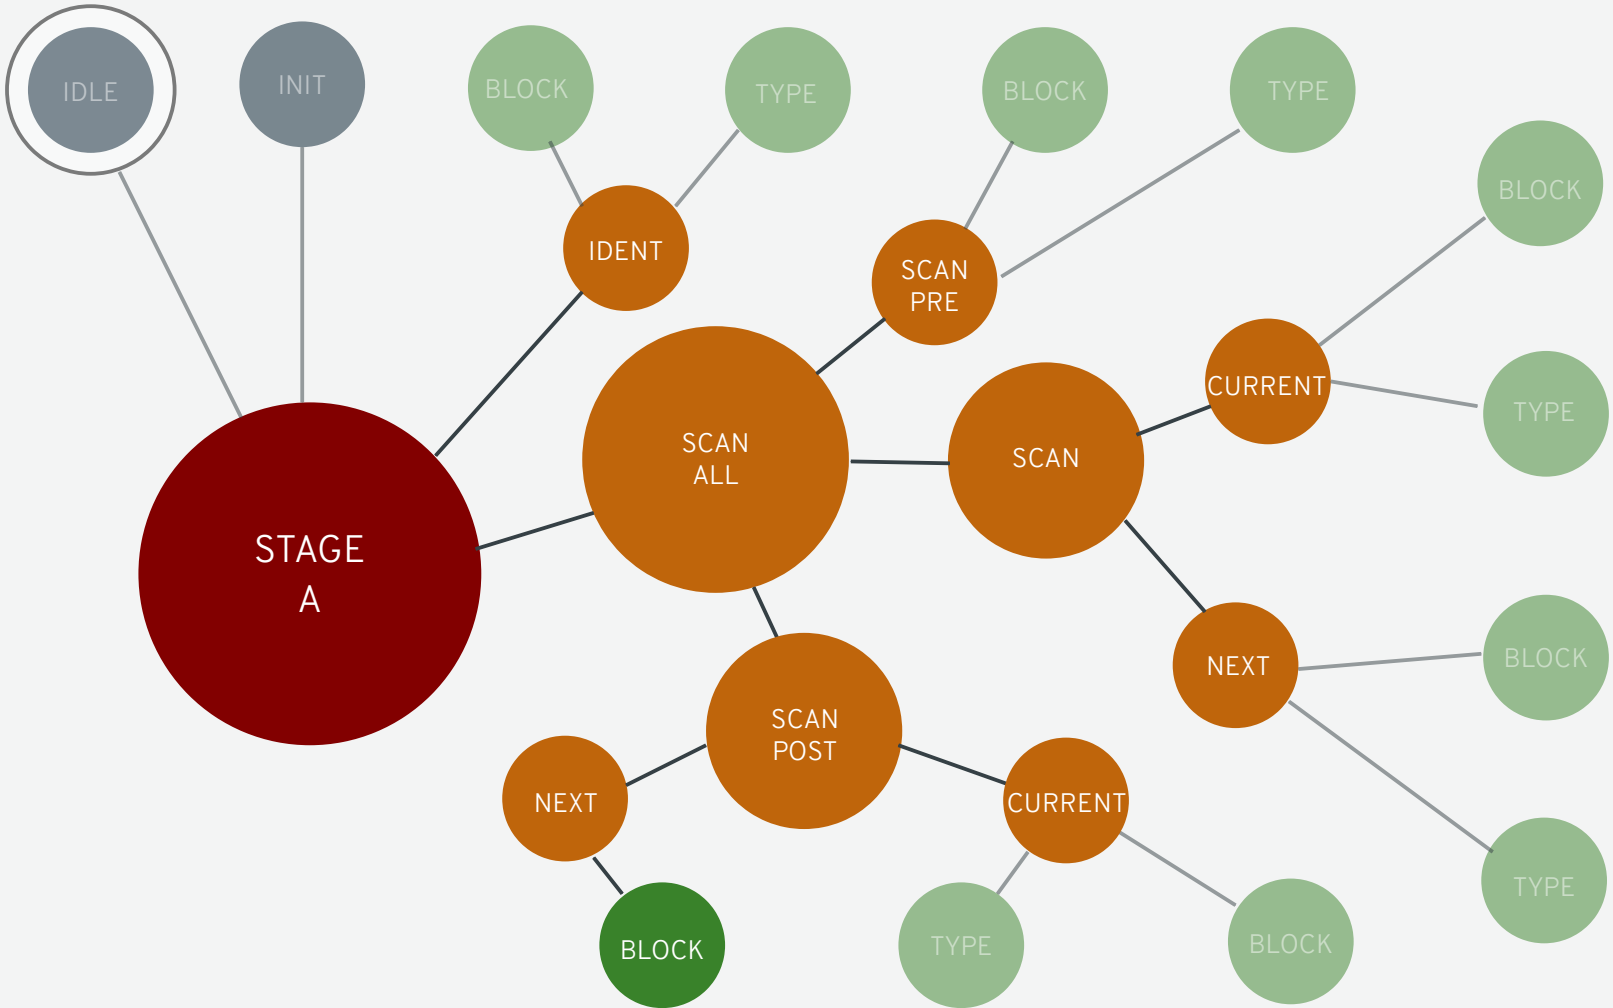 IDLE
INIT
BLOCK
TYPE
BLOCK
TYPE
BLOCK
IDENT
SCAN
PRE
CURRENT
TYPE
SCAN
ALL
SCAN
STAGE
A
BLOCK
NEXT
SCAN
POST
NEXT
CURRENT
TYPE
BLOCK
TYPE
BLOCK